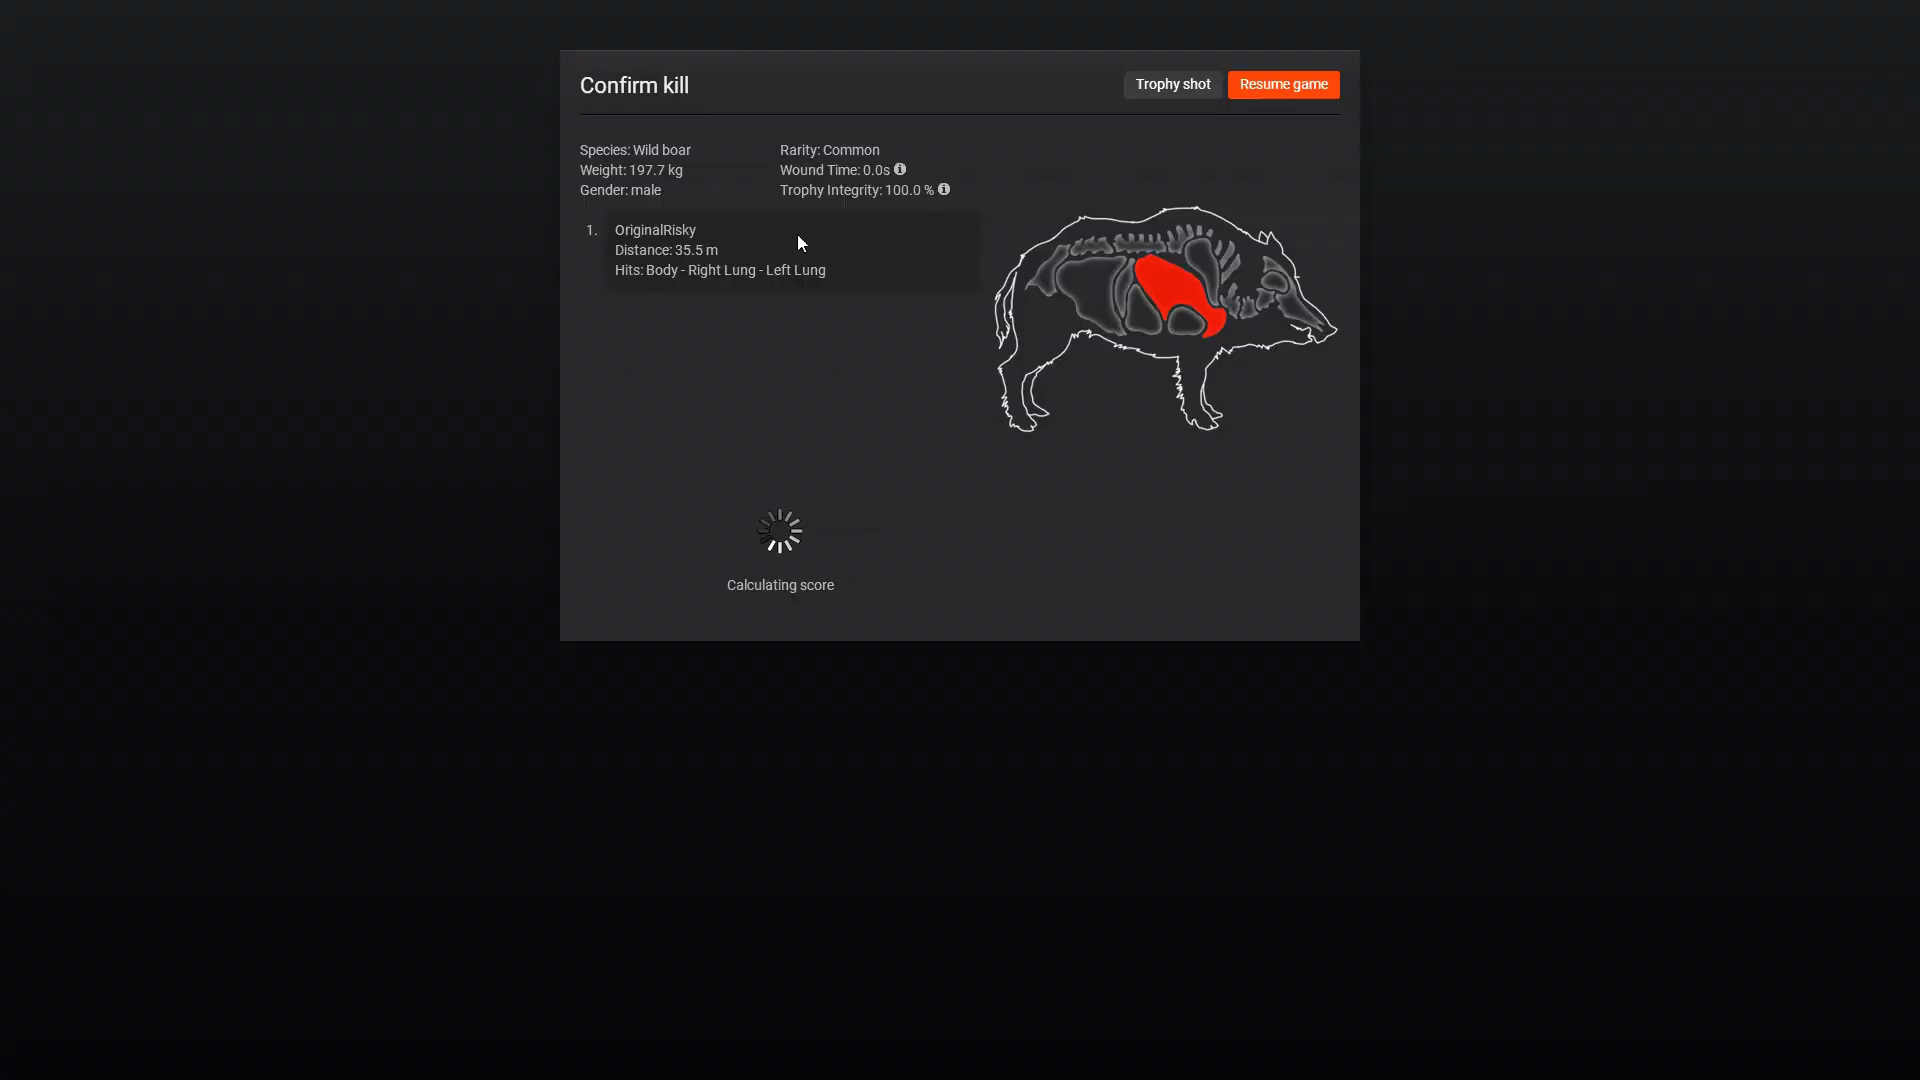 Confirm kill
Trophy shot
Resume game
Species: Wild boar
Weight: 197.7 kg
Gender: male
Rarity: Common
Wound Time: 0.0s
Trophy Integrity: 100.0 %
1.
OriginalRisky
Distance: 35.5 m
Hits: Body - Right Lung - Left Lung
Calculating score